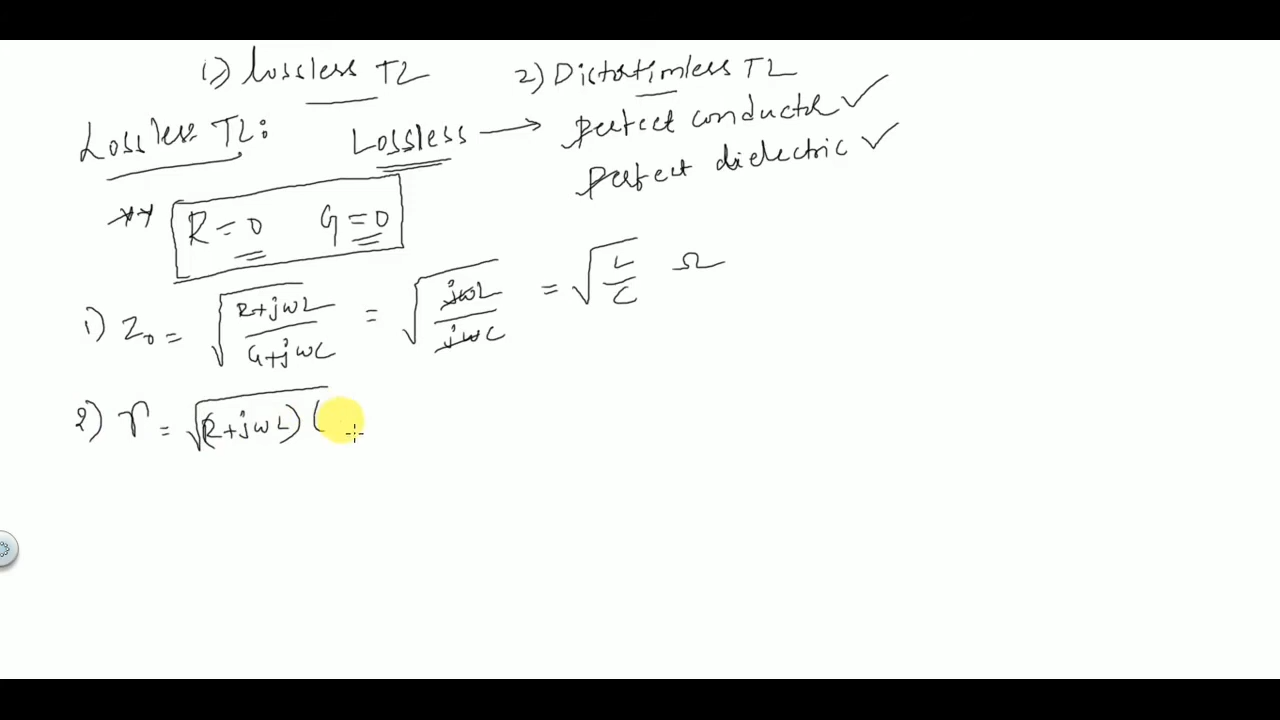 1) Lossless TL 2) Distortionless TL
Lossless TL: Lossless → perfect conductor ✓
perfect dielectric ✓
** R = 0 G = 0
1) Z₀ = √((R+jωL)/(G+jωC)) = √(jωL/jωC) = √(L/C) Ω
2) γ = √(R+jωL)(